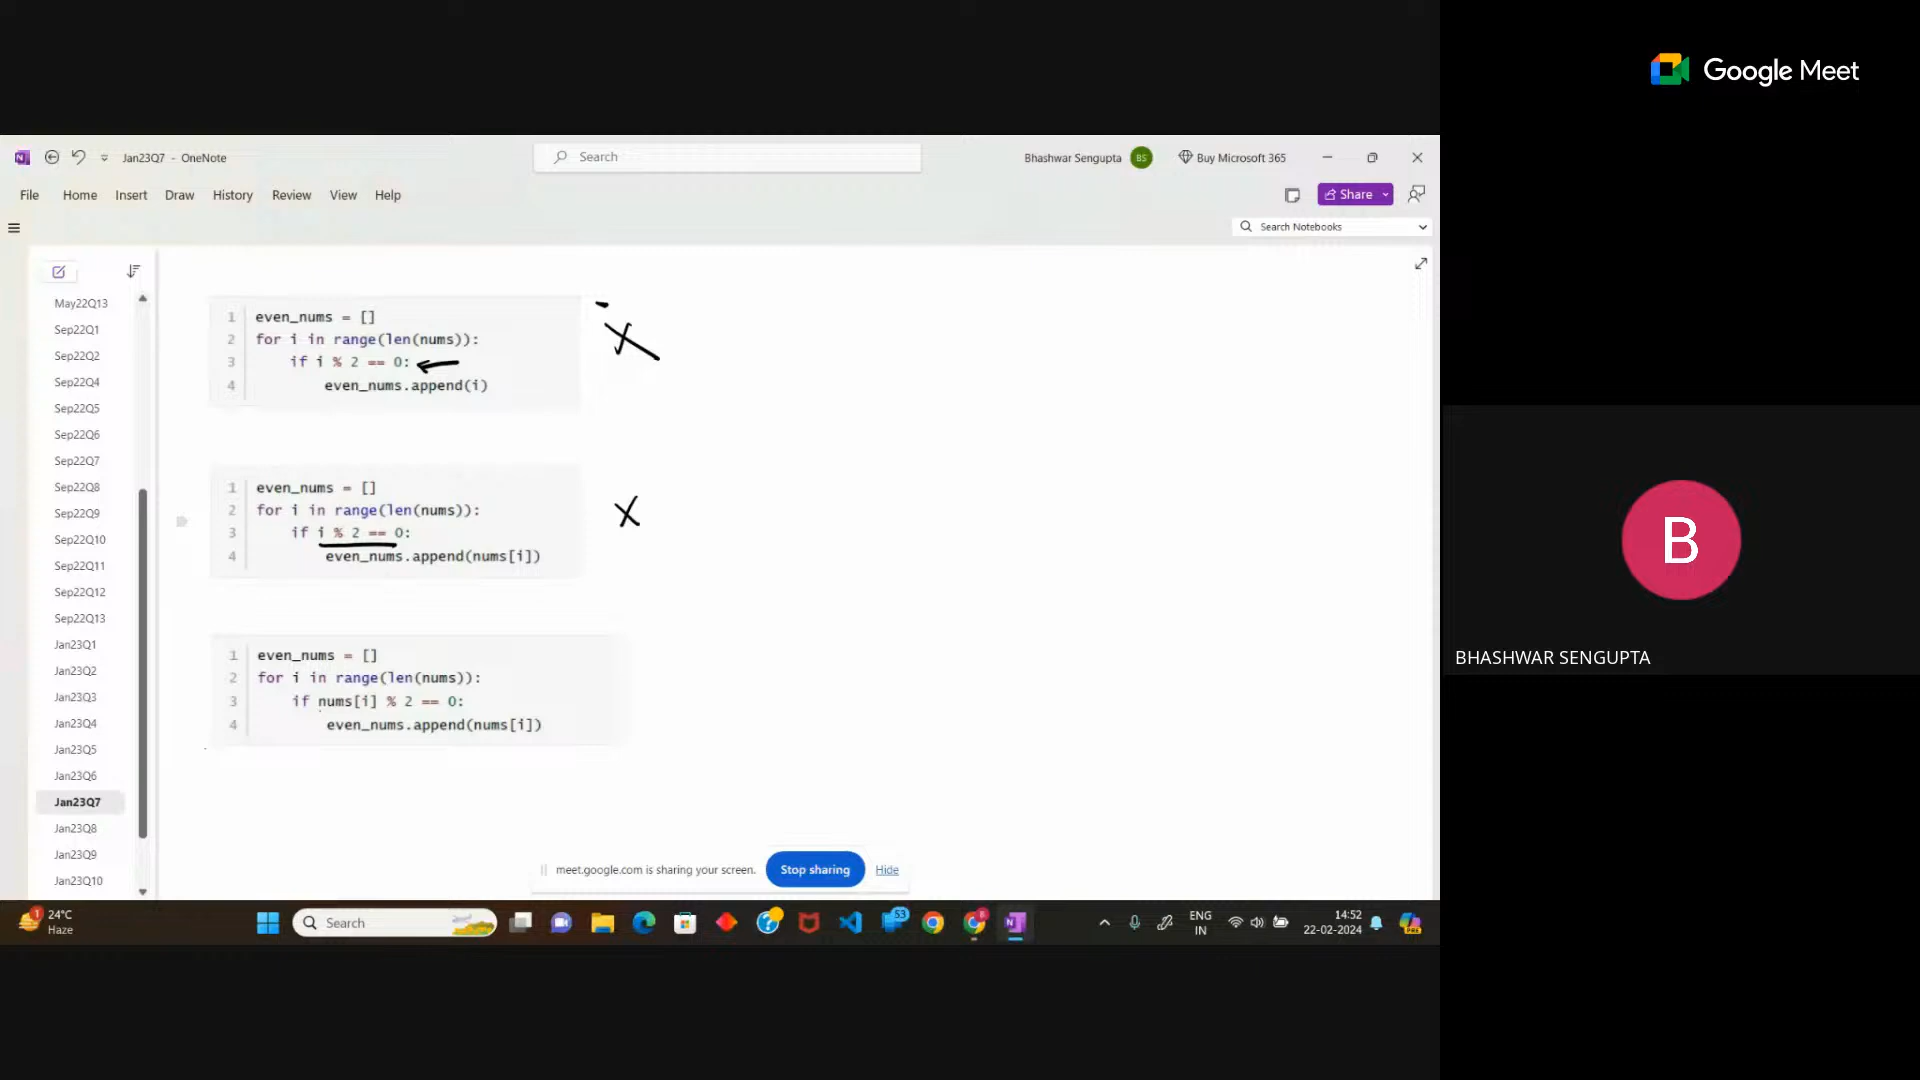 Google Meet
Jan23Q7 - OneNote
Search
Bhashwar Sengupta
BS
Buy Microsoft 365
File
Home
Insert
Draw
History
Review
View
Help
Share
Search Notebooks
May22Q13
Sep22Q1
Sep22Q2
Sep22Q4
Sep22Q5
Sep22Q6
Sep22Q7
Sep22Q8
Sep22Q9
Sep22Q10
Sep22Q11
Sep22Q12
Sep22Q13
Jan23Q1
Jan23Q2
Jan23Q3
Jan23Q4
Jan23Q5
Jan23Q6
Jan23Q7
Jan23Q8
Jan23Q9
Jan23Q10
1 even_nums = []
2 for i in range(len(nums)):
3 if i % 2 == 0:
4 even_nums.append(i)
X
1 even_nums = []
2 for i in range(len(nums)):
3 if i % 2 == 0:
4 even_nums.append(nums[i])
X
1 even_nums = []
2 for i in range(len(nums)):
3 if nums[i] % 2 == 0:
4 even_nums.append(nums[i])
meet.google.com is sharing your screen.
Stop sharing
Hide
B
BHASHWAR SENGUPTA
1
24°C
Haze
Search
53
ENG
IN
14:52
22-02-2024
PRE